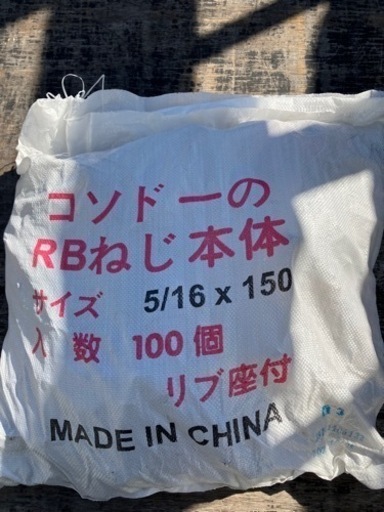 コソドーの
RBねじ本体
サイズ 5/16 x 150
入数 100個
リブ座付
MADE IN CHINA